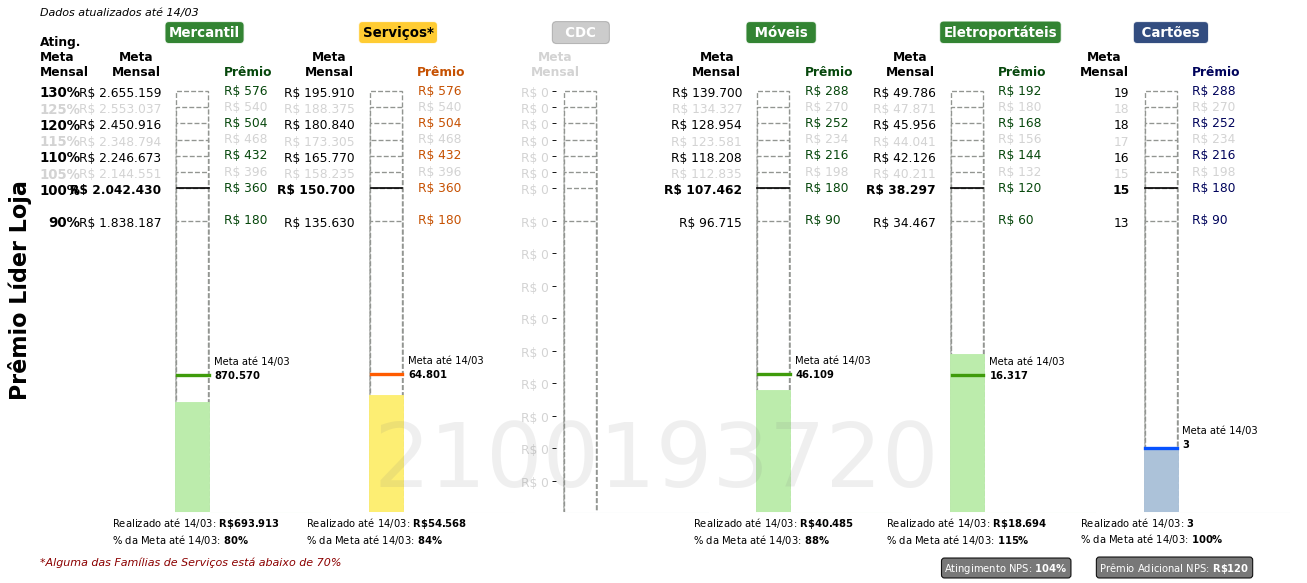 Dados atualizados até 14/03
Mercantil Serviços* CDC Móveis Eletroportáteis Cartões
Ating. Meta Mensal Meta Mensal Prêmio Meta Mensal Prêmio Meta Mensal Meta Mensal Prêmio Meta Mensal Prêmio Meta Mensal Prêmio
130% R$ 2.655.159 R$ 576 R$ 195.910 R$ 576 R$ 0 R$ 139.700 R$ 288 R$ 49.786 R$ 192 19 R$ 288
125% R$ 2.553.037 R$ 540 R$ 188.375 R$ 540 R$ 0 R$ 134.327 R$ 270 R$ 47.871 R$ 180 18 R$ 270
120% R$ 2.450.916 R$ 504 R$ 180.840 R$ 504 R$ 0 R$ 128.954 R$ 252 R$ 45.956 R$ 168 18 R$ 252
115% R$ 2.348.794 R$ 468 R$ 173.305 R$ 468 R$ 0 R$ 123.581 R$ 234 R$ 44.041 R$ 156 17 R$ 234
110% R$ 2.246.673 R$ 432 R$ 165.770 R$ 432 R$ 0 R$ 118.208 R$ 216 R$ 42.126 R$ 144 16 R$ 216
105% R$ 2.144.551 R$ 396 R$ 158.235 R$ 396 R$ 0 R$ 112.835 R$ 198 R$ 40.211 R$ 132 15 R$ 198
100% R$ 2.042.430 R$ 360 R$ 150.700 R$ 360 R$ 0 R$ 107.462 R$ 180 R$ 38.297 R$ 120 15 R$ 180
90% R$ 1.838.187 R$ 180 R$ 135.630 R$ 180 R$ 0 R$ 96.715 R$ 90 R$ 34.467 R$ 60 13 R$ 90
R$ 0
R$ 0
R$ 0
R$ 0
R$ 0
R$ 0
R$ 0
R$ 0
Prêmio Líder Loja
Meta até 14/03 Meta até 14/03 Meta até 14/03 Meta até 14/03
870.570 64.801 46.109 16.317
Meta até 14/03
3
2100193720
Realizado até 14/03: R$693.913 Realizado até 14/03: R$54.568 Realizado até 14/03: R$40.485 Realizado até 14/03: R$18.694 Realizado até 14/03: 3
% da Meta até 14/03: 80% % da Meta até 14/03: 84% % da Meta até 14/03: 88% % da Meta até 14/03: 115% % da Meta até 14/03: 100%
*Alguma das Famílias de Serviços está abaixo de 70%
Atingimento NPS: 104% Prêmio Adicional NPS: R$120